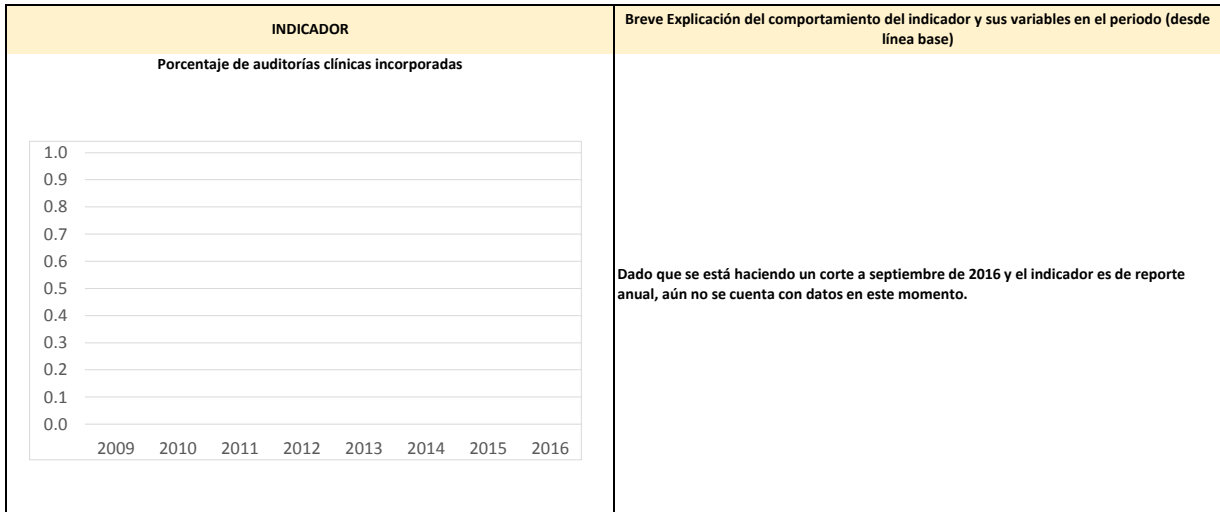 INDICADOR
Breve Explicación del comportamiento del indicador y sus variables en el periodo (desde
línea base)
Porcentaje de auditorías clínicas incorporadas
1.0
0.9
0.8
0.7
0.6
0.5
0.4
0.3
0.2
0.1
0.0
2009 2010 2011 2012 2013 2014 2015 2016
Dado que se está haciendo un corte a septiembre de 2016 y el indicador es de reporte
anual, aún no se cuenta con datos en este momento.